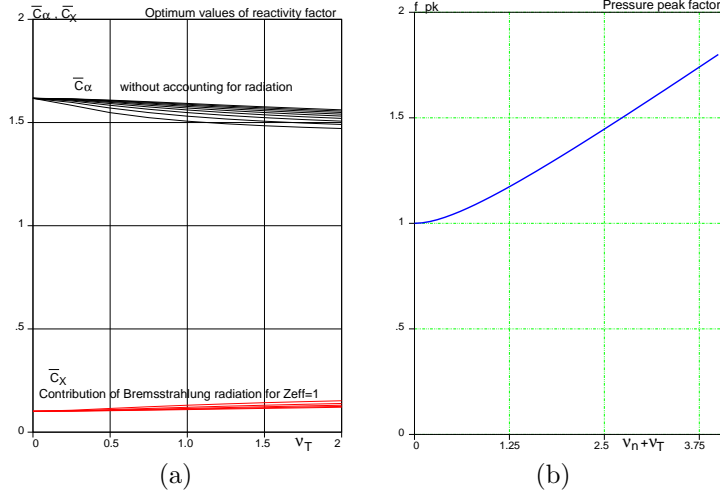 C̅α , C̅X Optimum values of reactivity factor
2
C̅α without accounting for radiation
1.5
1
.5
C̅X
Contribution of Bremsstrahlung radiation for Zeff=1
0
0 0.5 1.0 1.5 νT 2
(a)
f_pk Pressure peak factor
2
1.5
1
.5
0
0 1.25 2.5 νn+νT 3.75
(b)